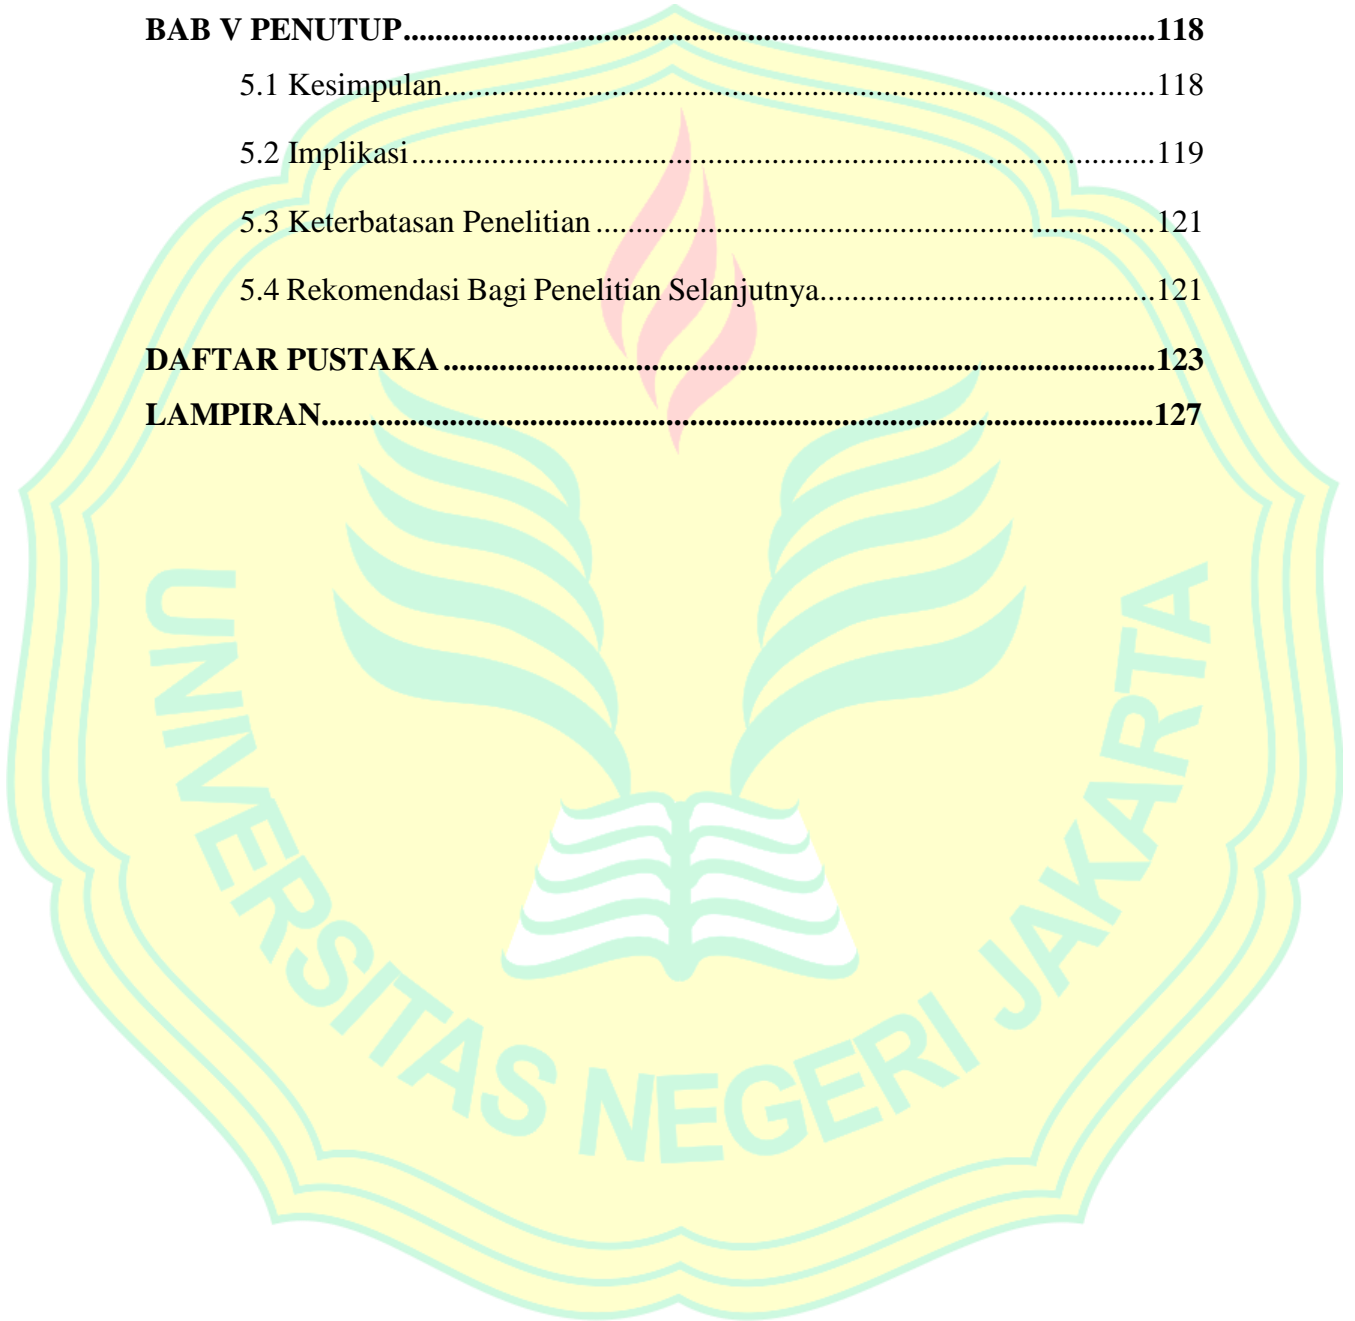 BAB V PENUTUP..........................................................................................118
5.1 Kesimpulan.........................................................................................118
5.2 Implikasi.............................................................................................119
5.3 Keterbatasan Penelitian......................................................................121
5.4 Rekomendasi Bagi Penelitian Selanjutnya..........................................121
DAFTAR PUSTAKA.....................................................................................123
LAMPIRAN....................................................................................................127
UNIVERSITAS NEGERI JAKARTA